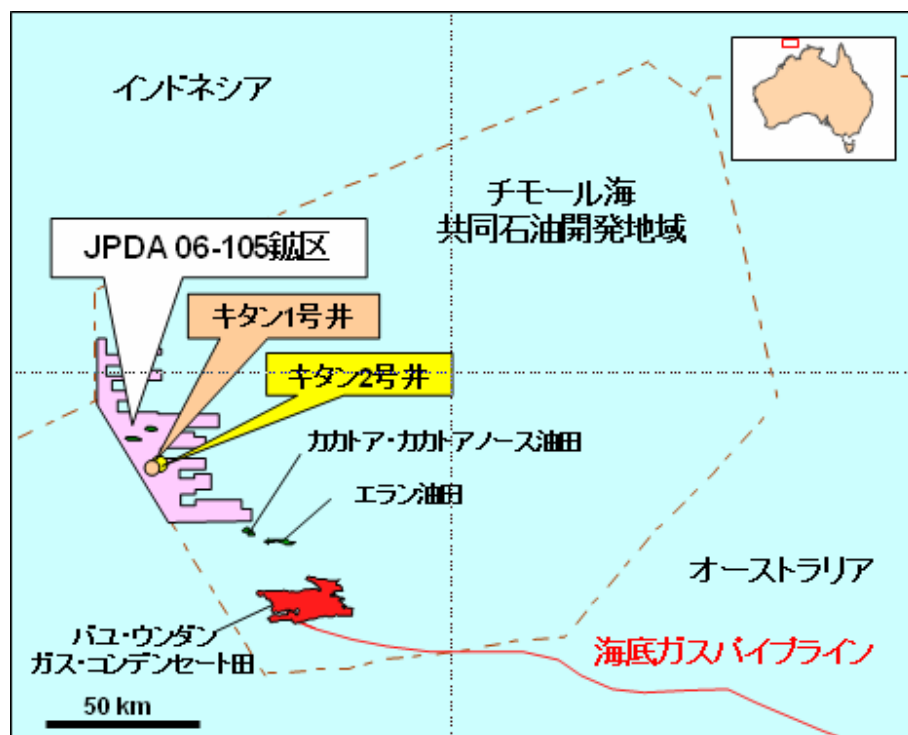 インドネシア
チモール海
共同石油開発地域
JPDA 06-105鉱区
キタン1号井
キタン2号井
カカトア・カカトアノース油田
エラン油田
オーストラリア
バユ・ウンダン
ガス・コンデンセート田
海底ガスパイプライン
50 km